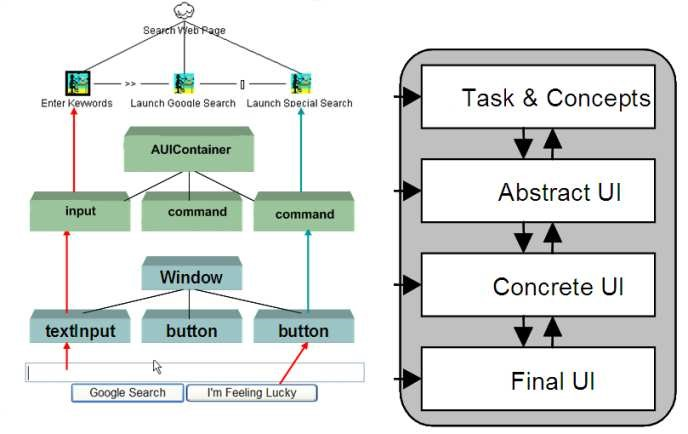 Search Web Page
Enter Keywords >> Launch Google Search [] Launch Special Search
AUIContainer
input command command
Window
textInput button button
Google Search I'm Feeling Lucky
Task & Concepts
Abstract UI
Concrete UI
Final UI